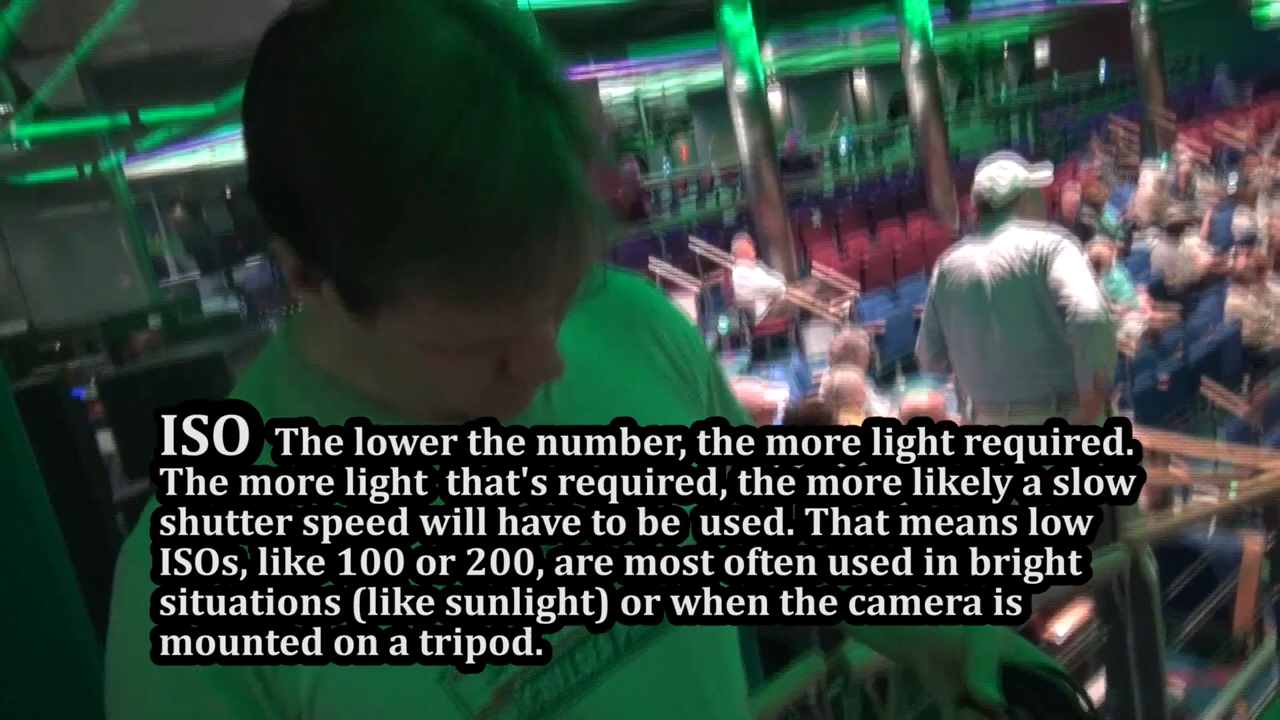 ISO The lower the number, the more light required.
The more light that's required, the more likely a slow
shutter speed will have to be used. That means low
ISOs, like 100 or 200, are most often used in bright
situations (like sunlight) or when the camera is
mounted on a tripod.